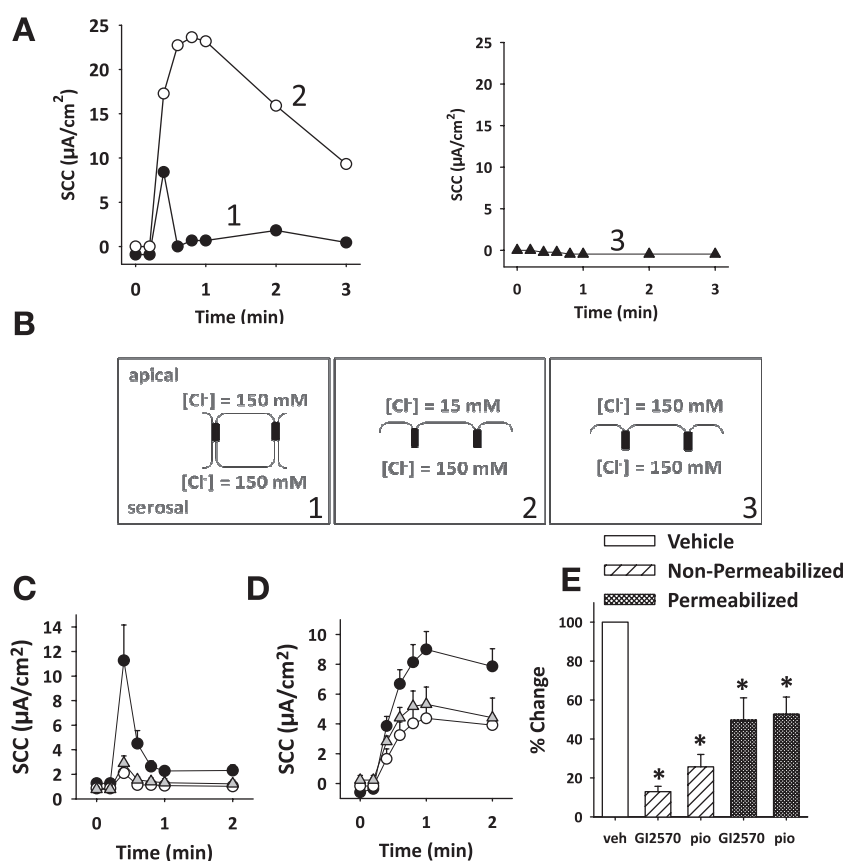 A
25
20
15
10
5
0
SCC (µA/cm²)
2
1
0 1 2 3
Time (min)
25
20
15
10
5
0
SCC (µA/cm²)
3
0 1 2 3
Time (min)
B
apical
[Cl⁻] = 150 mM
[Cl⁻] = 150 mM
serosal
1
[Cl⁻] = 15 mM
[Cl⁻] = 150 mM
2
[Cl⁻] = 150 mM
[Cl⁻] = 150 mM
3
C
14
12
10
8
6
4
2
0
SCC (µA/cm²)
0 1 2
Time (min)
D
10
8
6
4
2
0
SCC (µA/cm²)
0 1 2
Time (min)
E
Vehicle
Non-Permeabilized
Permeabilized
100
80
60
40
20
0
% Change
* * * *
veh GI2570 pio GI2570 pio